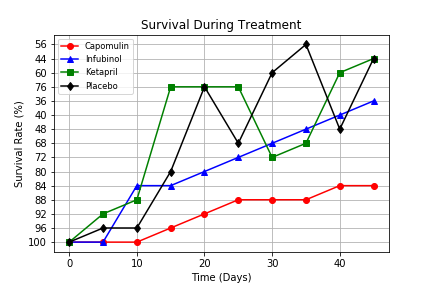 Survival During Treatment
Capomulin
Infubinol
Ketapril
Placebo
Survival Rate (%)
56
44
60
76
36
40
48
68
72
80
84
88
92
96
100
0
10
20
30
40
Time (Days)